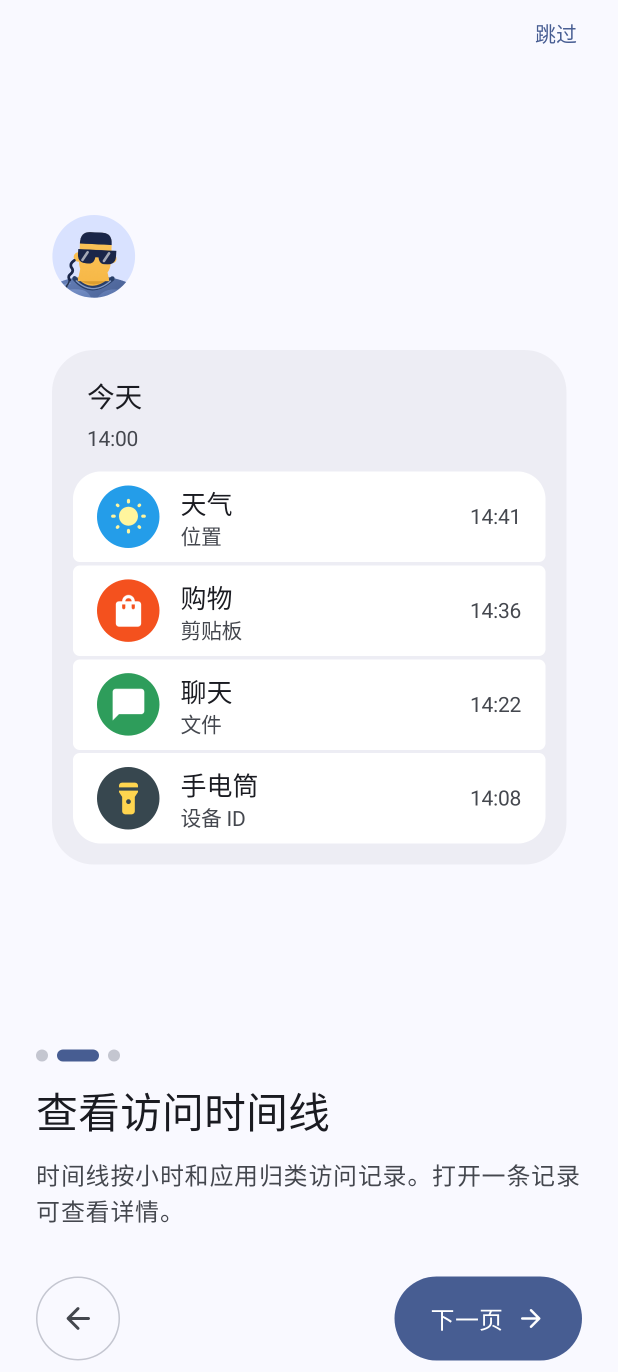 跳过
今天
14:00
天气
位置
14:41
购物
剪贴板
14:36
聊天
文件
14:22
手电筒
设备 ID
14:08
查看访问时间线
时间线按小时和应用归类访问记录。打开一条记录
可查看详情。
下一页